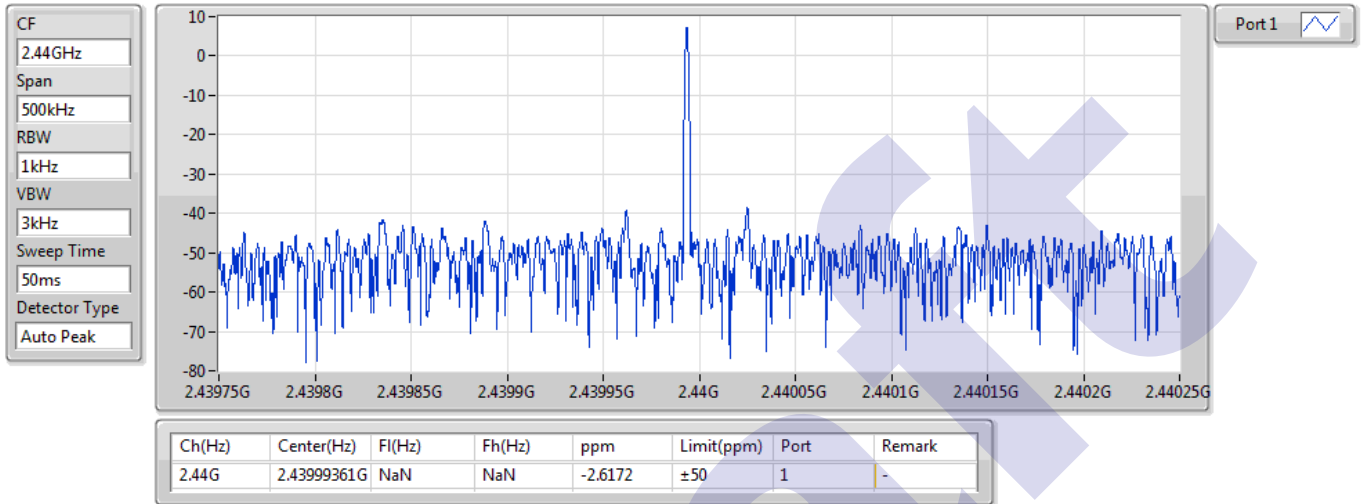 CF
2.44GHz
Span
500kHz
RBW
1kHz
VBW
3kHz
Sweep Time
50ms
Detector Type
Auto Peak
10
0
-10
-20
-30
-40
-50
-60
-70
-80
2.43975G 2.4398G 2.43985G 2.4399G 2.43995G 2.44G 2.44005G 2.4401G 2.44015G 2.4402G 2.44025G
Port 1
Ch(Hz) Center(Hz) Fl(Hz) Fh(Hz) ppm Limit(ppm) Port Remark
2.44G 2.43999361G NaN NaN -2.6172 ±50 1 -